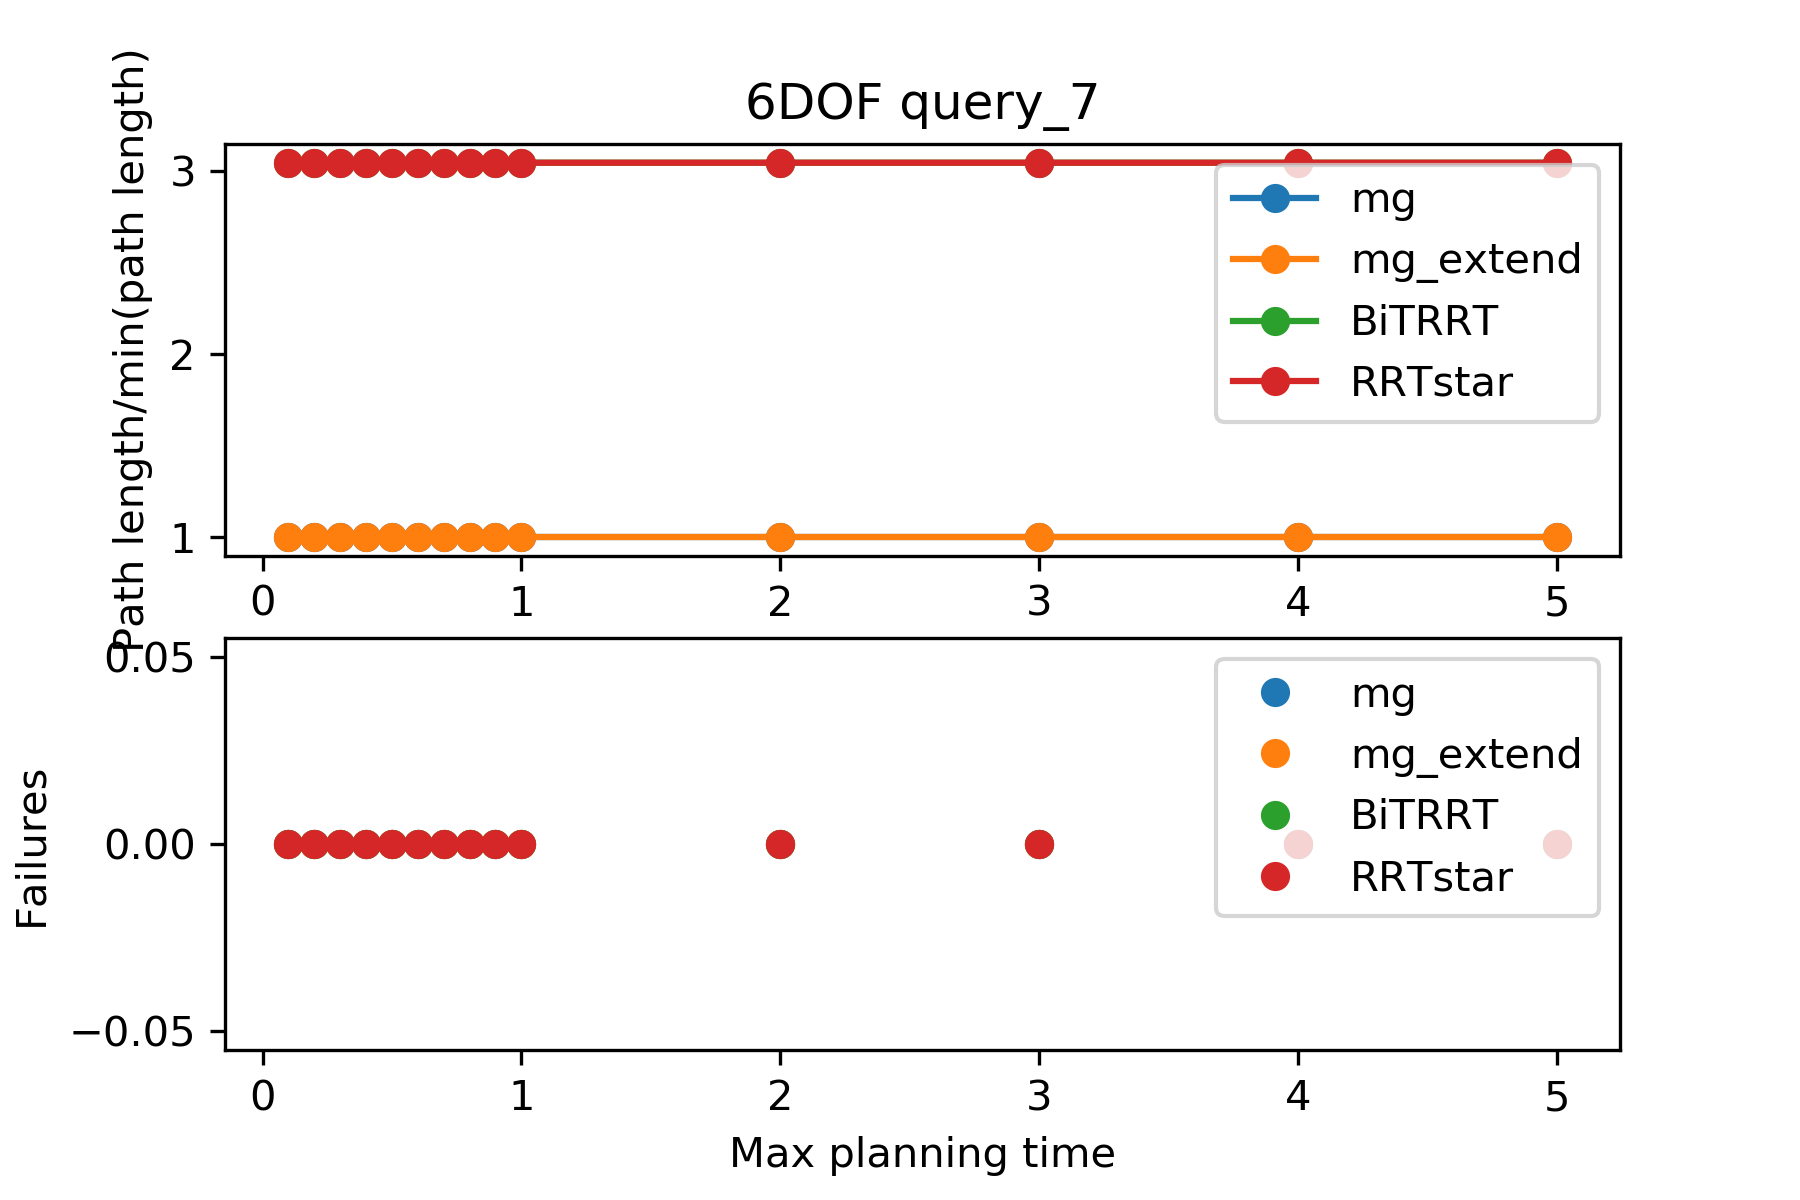 6DOF query_7
Path length/min(path length)
3
2
1
0 1 2 3 4 5
mg
mg_extend
BiTRRT
RRTstar
Failures
0.05
0.00
−0.05
0 1 2 3 4 5
mg
mg_extend
BiTRRT
RRTstar
Max planning time